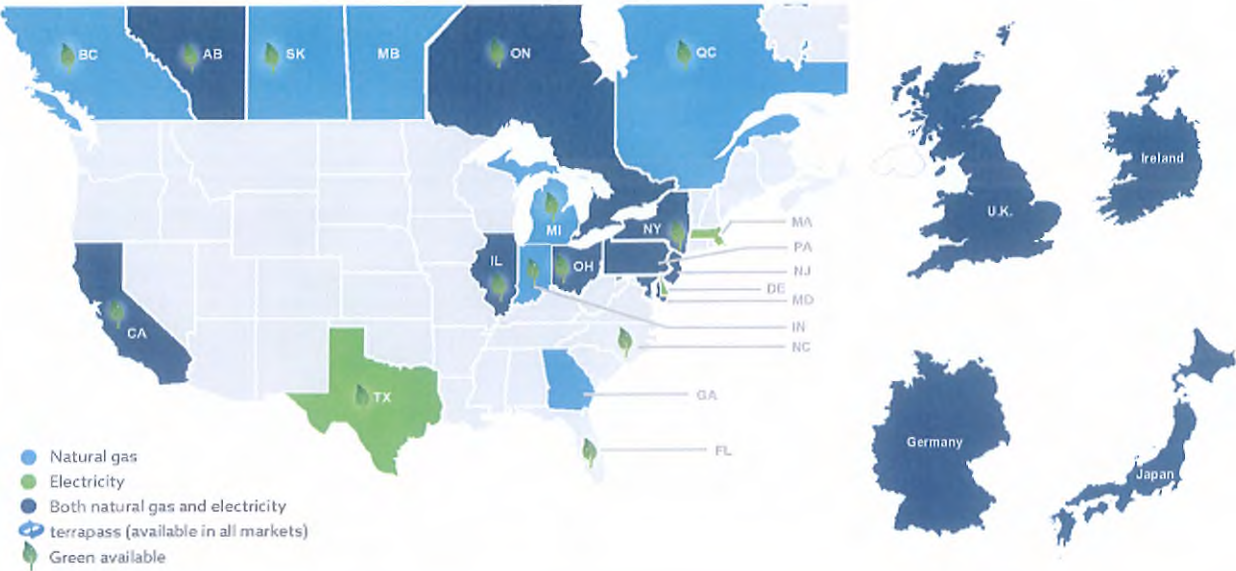 BC
AB
SK
MB
ON
QC
Ireland
U.K.
MI
NY
MA
PA
IL
OH
NJ
DE
MD
CA
IN
NC
TX
GA
Germany
FL
Japan
Natural gas
Electricity
Both natural gas and electricity
terrapass (available in all markets)
Green available